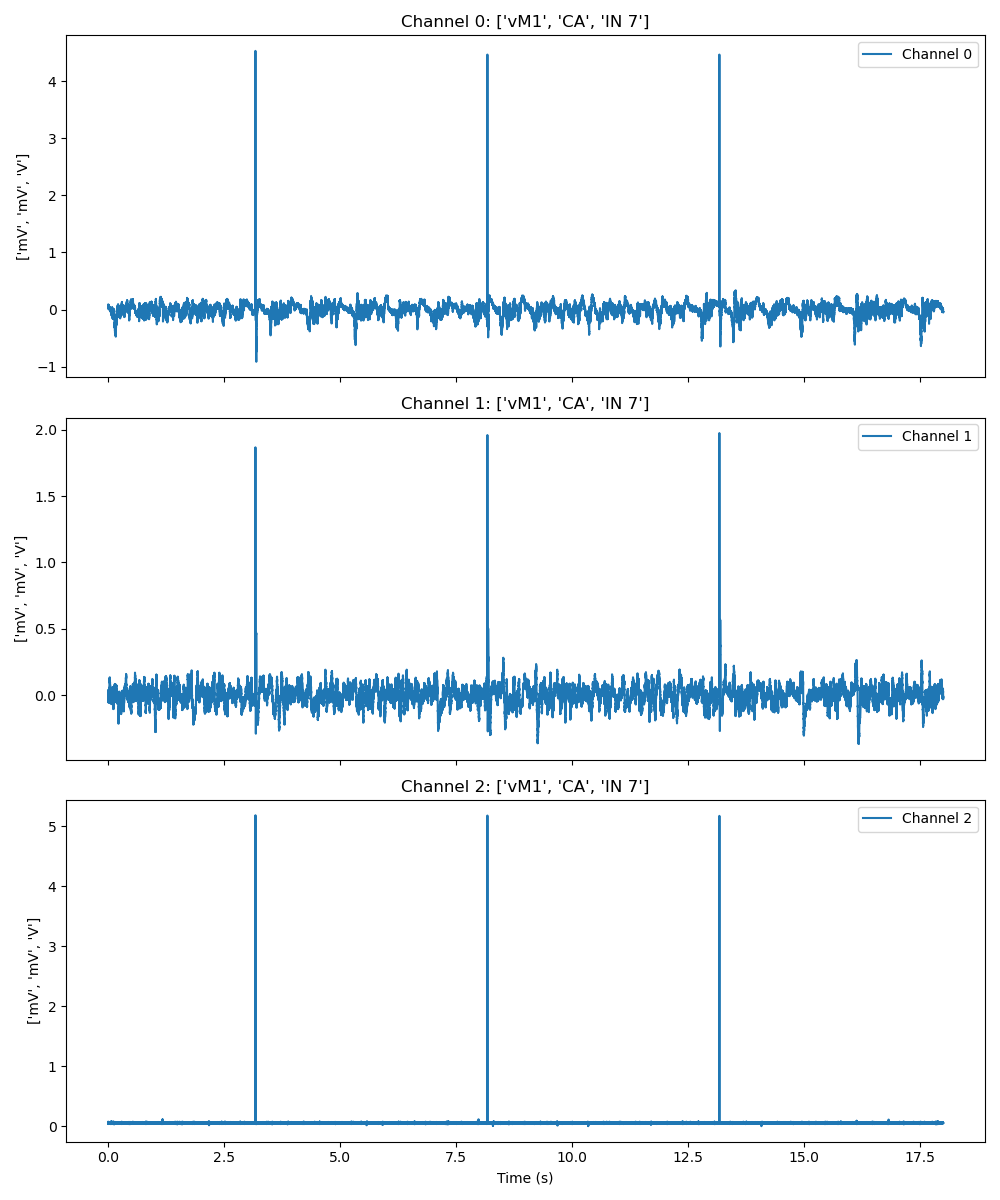 Channel 0: ['vM1', 'CA', 'IN 7']
Channel 0
['mV', 'mV', 'V']
4
3
2
1
0
−1
Channel 1: ['vM1', 'CA', 'IN 7']
Channel 1
['mV', 'mV', 'V']
2.0
1.5
1.0
0.5
0.0
Channel 2: ['vM1', 'CA', 'IN 7']
Channel 2
['mV', 'mV', 'V']
5
4
3
2
1
0
0.0 2.5 5.0 7.5 10.0 12.5 15.0 17.5
Time (s)